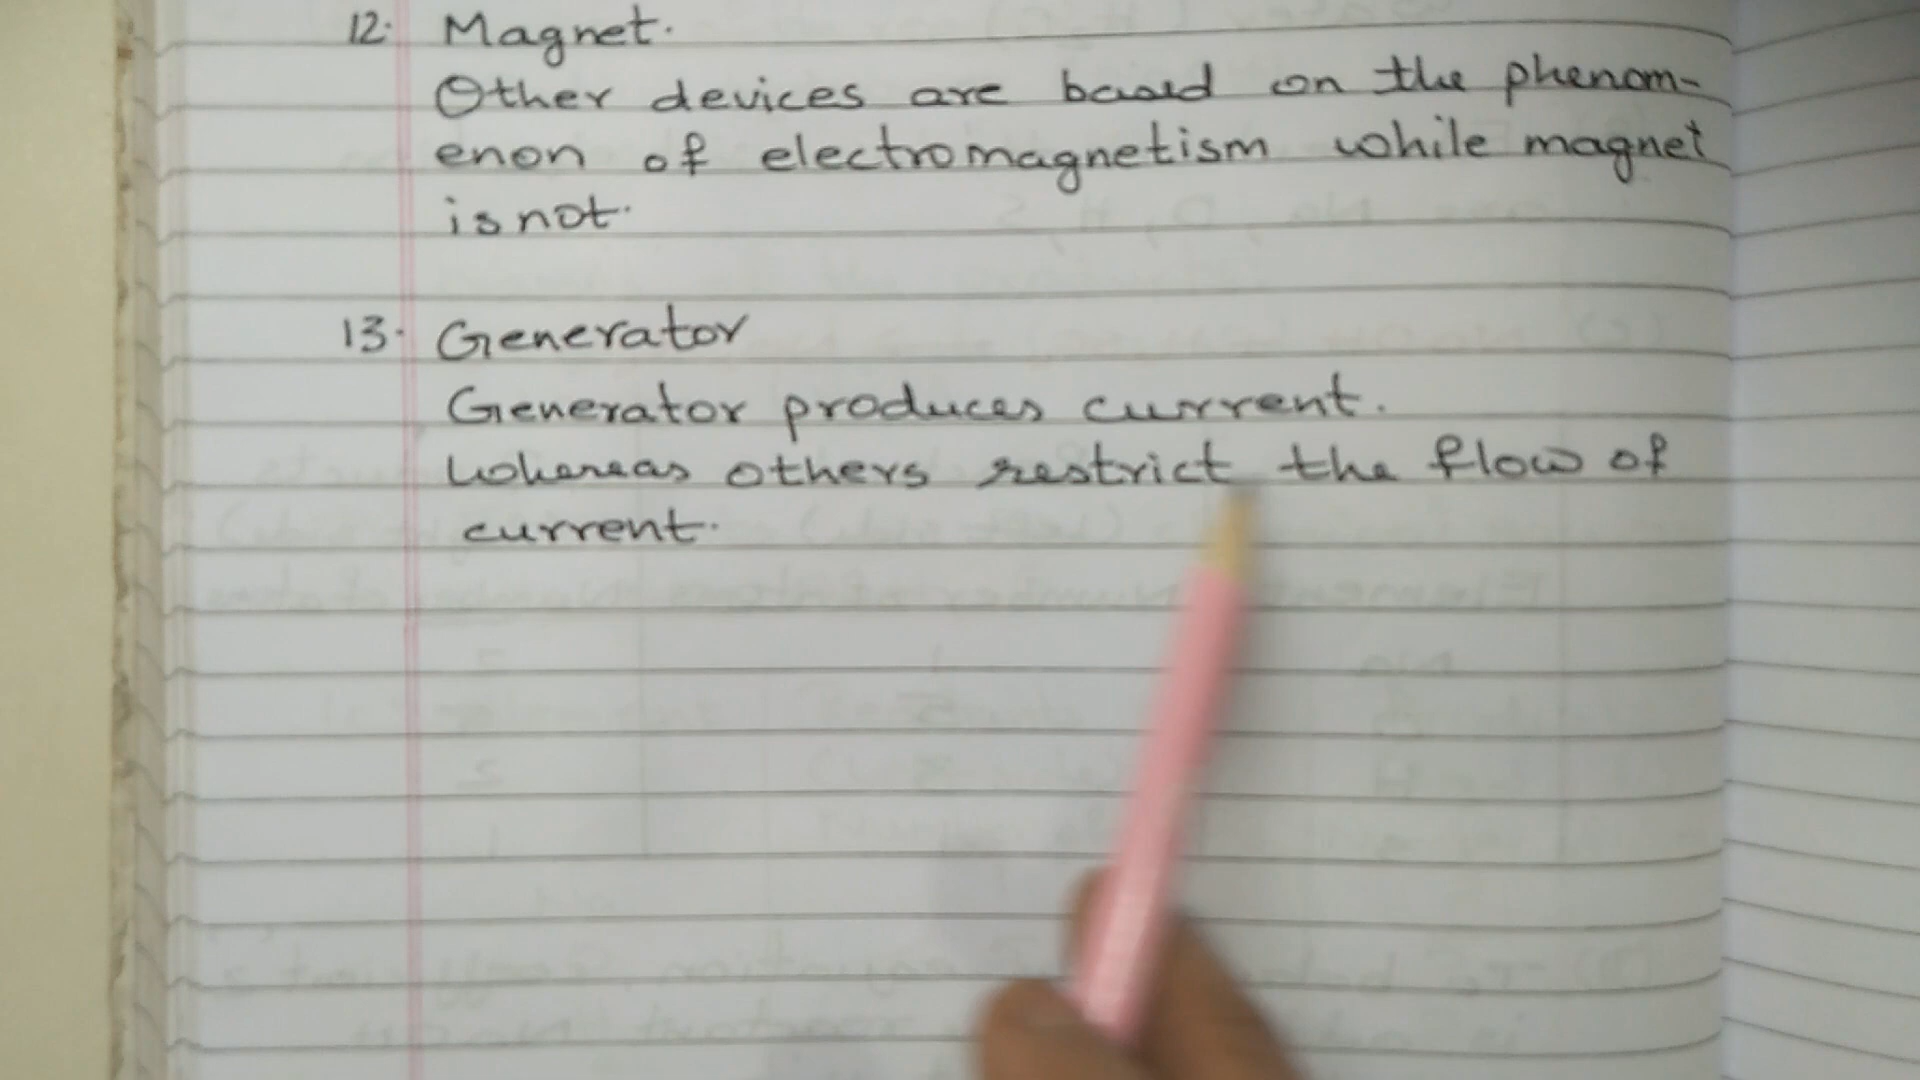 12. Magnet.
Other devices are based on the phenom-
enon of electromagnetism while magnet
is not.
13. Generator
Generator produces current.
Whereas others restrict the flow of
current.